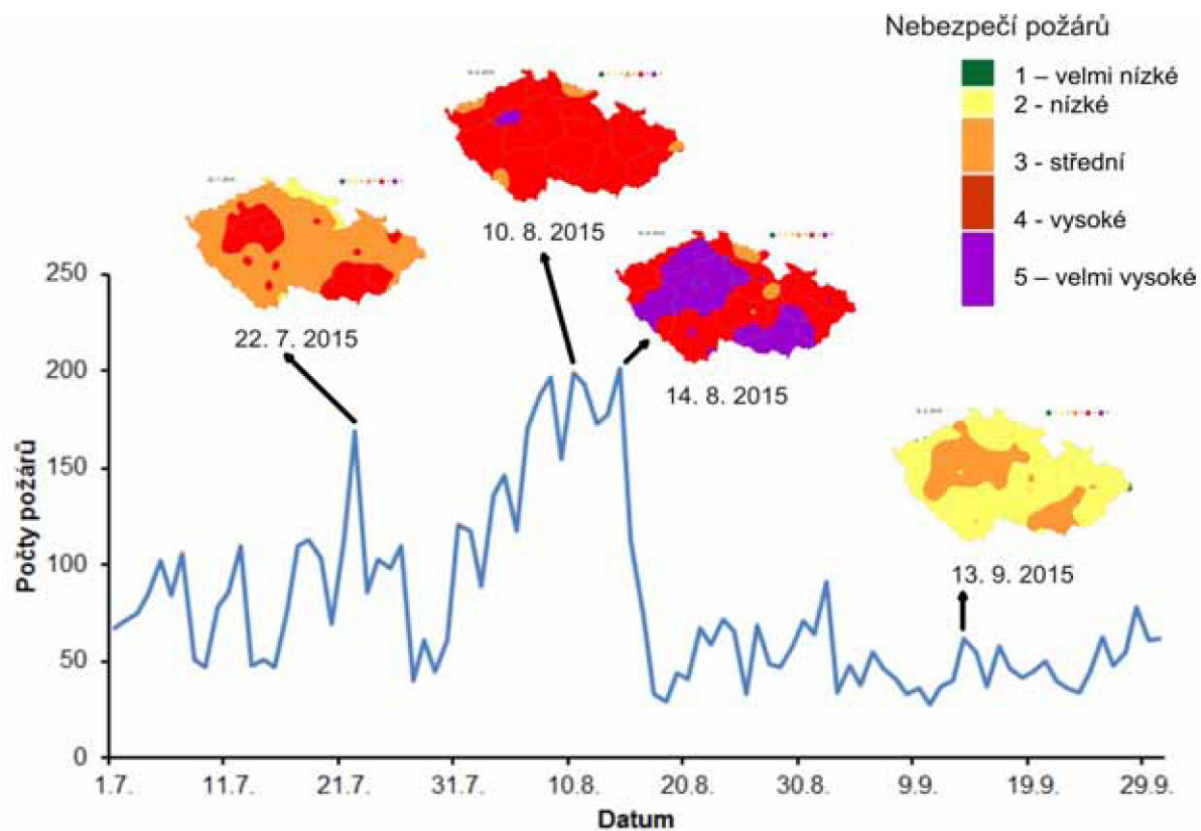 Nebezpečí požárů
1 – velmi nízké
2 - nízké
3 - střední
4 - vysoké
5 – velmi vysoké
10. 8. 2015
22. 7. 2015
14. 8. 2015
13. 9. 2015
Počty požárů
250
200
150
100
50
0
1.7. 11.7. 21.7. 31.7. 10.8. 20.8. 30.8. 9.9. 19.9. 29.9.
Datum